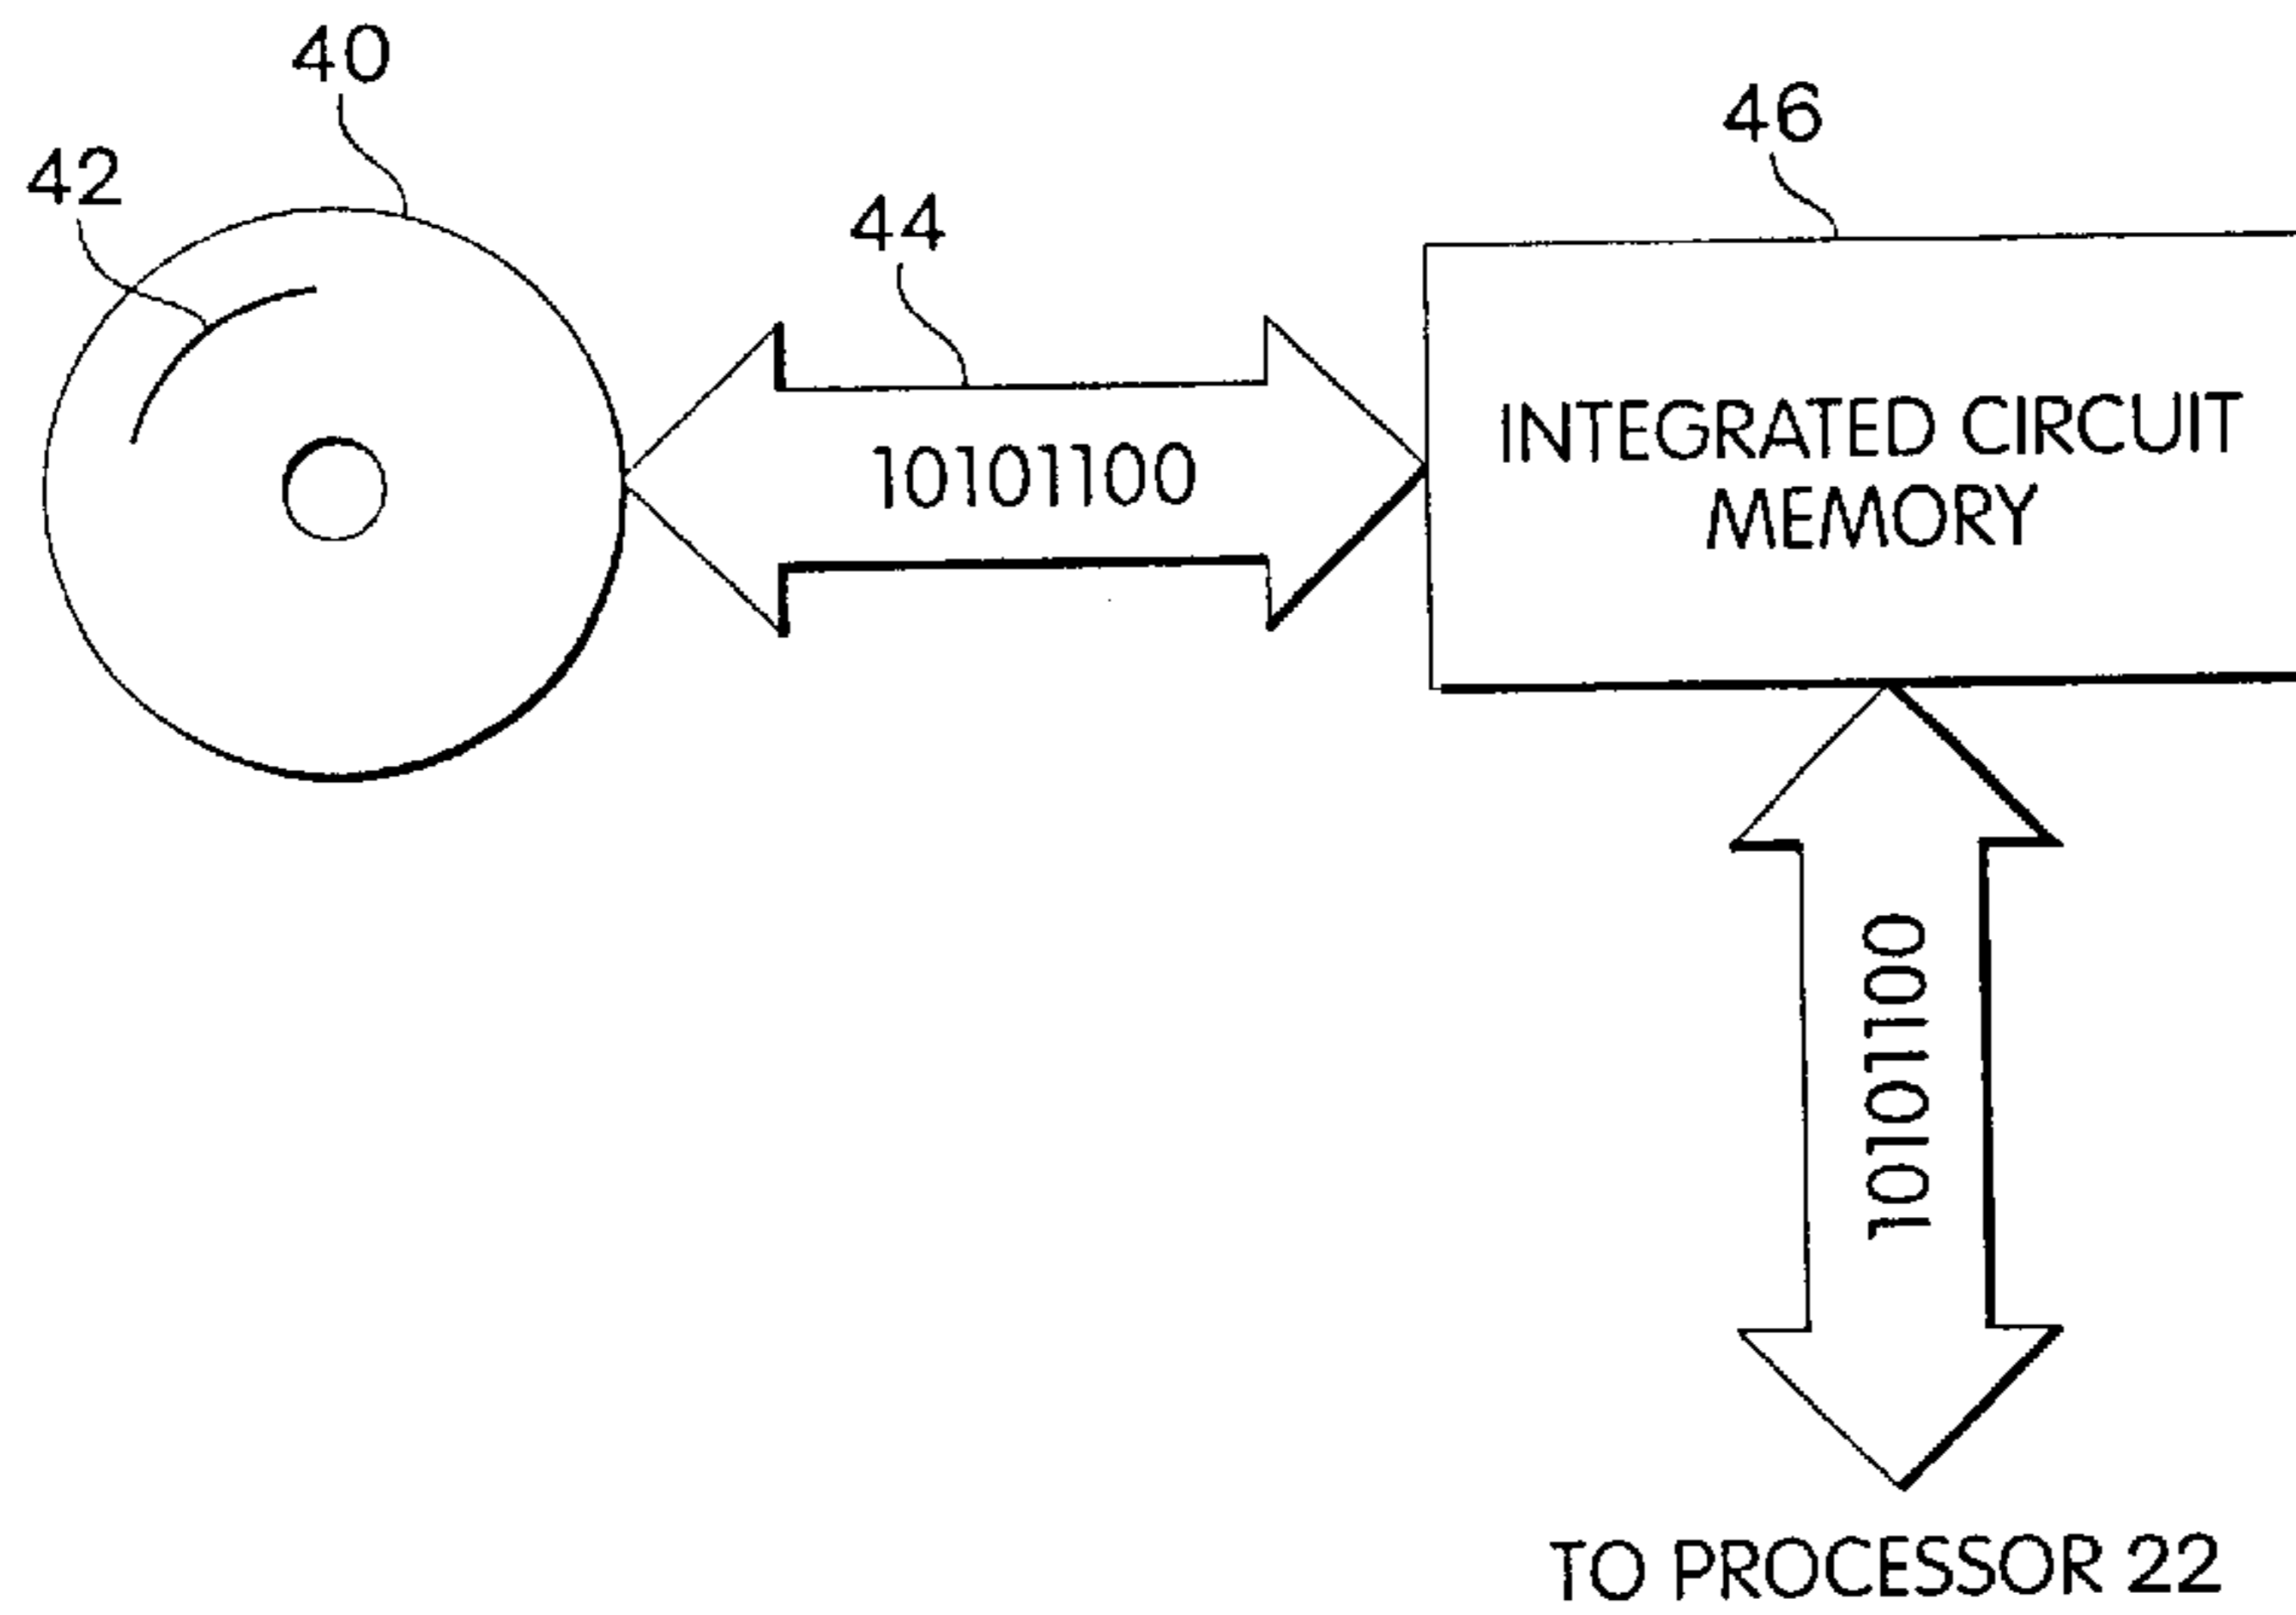 40
42
46
44
10101100
INTEGRATED CIRCUIT
MEMORY
10101100
TO PROCESSOR 22